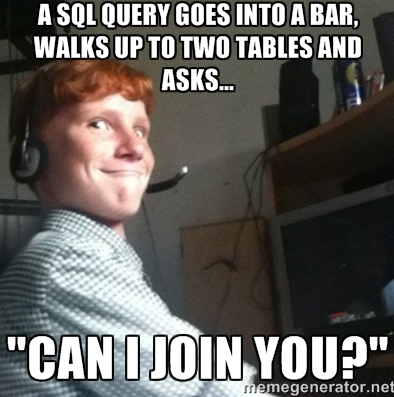 A SQL QUERY GOES INTO A BAR,
WALKS UP TO TWO TABLES AND
ASKS...
"CAN I JOIN YOU?"
memegenerator.net